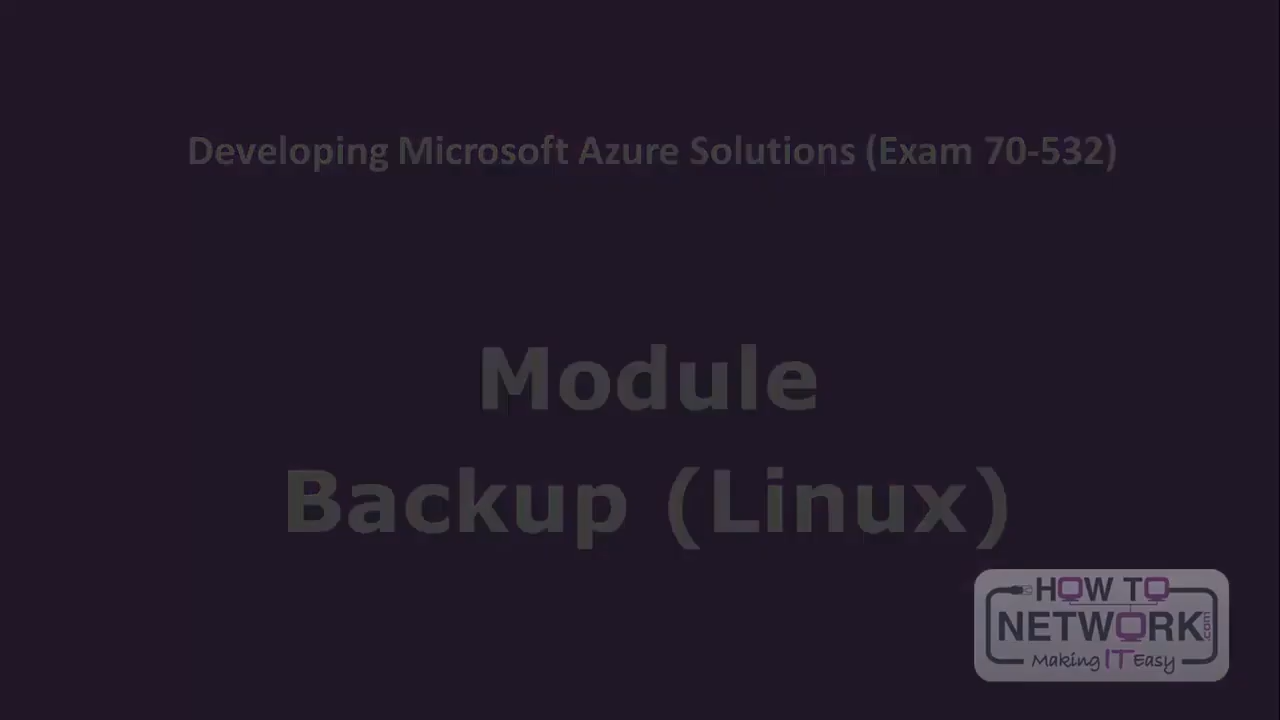 Developing Microsoft Azure Solutions (Exam 70-532)
Module
Backup (Linux)
HOW TO
NETWORK.com
Making IT Easy